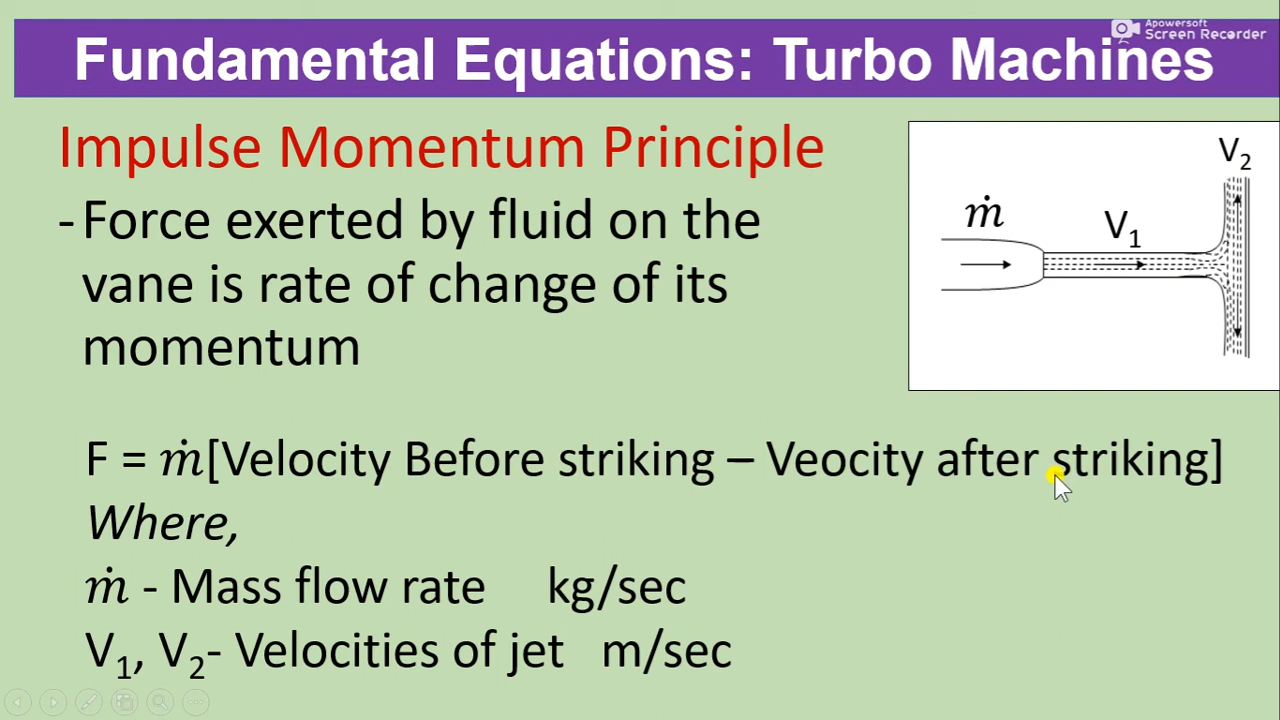 Apowersoft
Screen Recorder
Fundamental Equations: Turbo Machines
Impulse Momentum Principle
- Force exerted by fluid on the
vane is rate of change of its
momentum
V₂
ṁ
V₁
F = ṁ[Velocity Before striking – Veocity after striking]
Where,
ṁ - Mass flow rate kg/sec
V₁, V₂- Velocities of jet m/sec